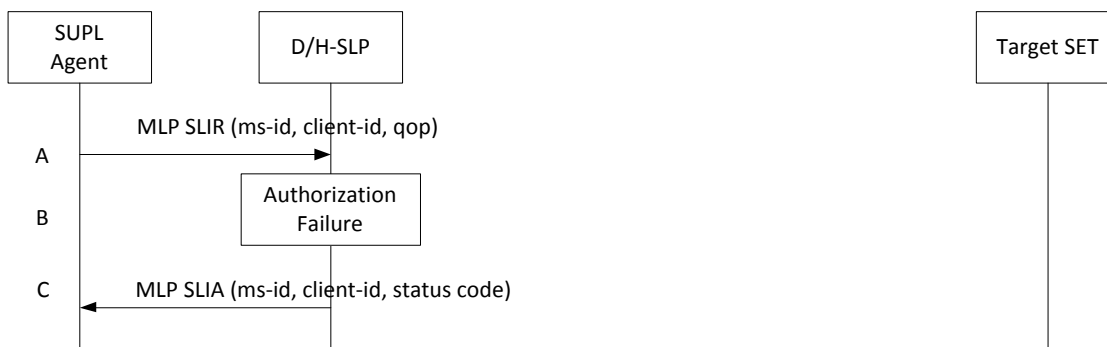 SUPL
Agent
D/H-SLP
Target SET
MLP SLIR (ms-id, client-id, qop)
A
Authorization
Failure
B
C
MLP SLIA (ms-id, client-id, status code)